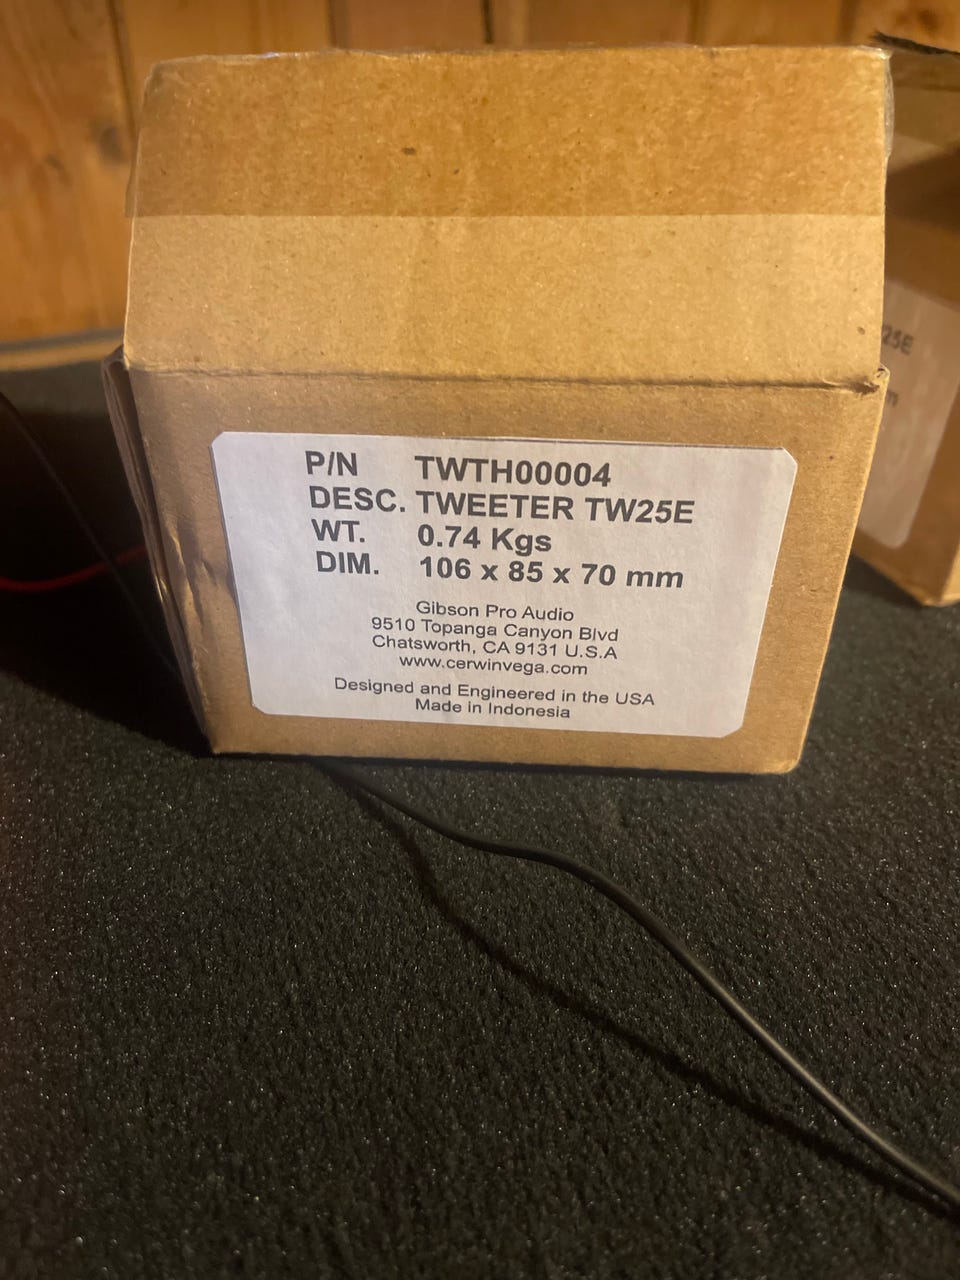 P/N TWTH00004
DESC. TWEETER TW25E
WT. 0.74 Kgs
DIM. 106 x 85 x 70 mm
Gibson Pro Audio
9510 Topanga Canyon Blvd
Chatsworth, CA 9131 U.S.A
www.cerwinvega.com
Designed and Engineered in the USA
Made in Indonesia
25E